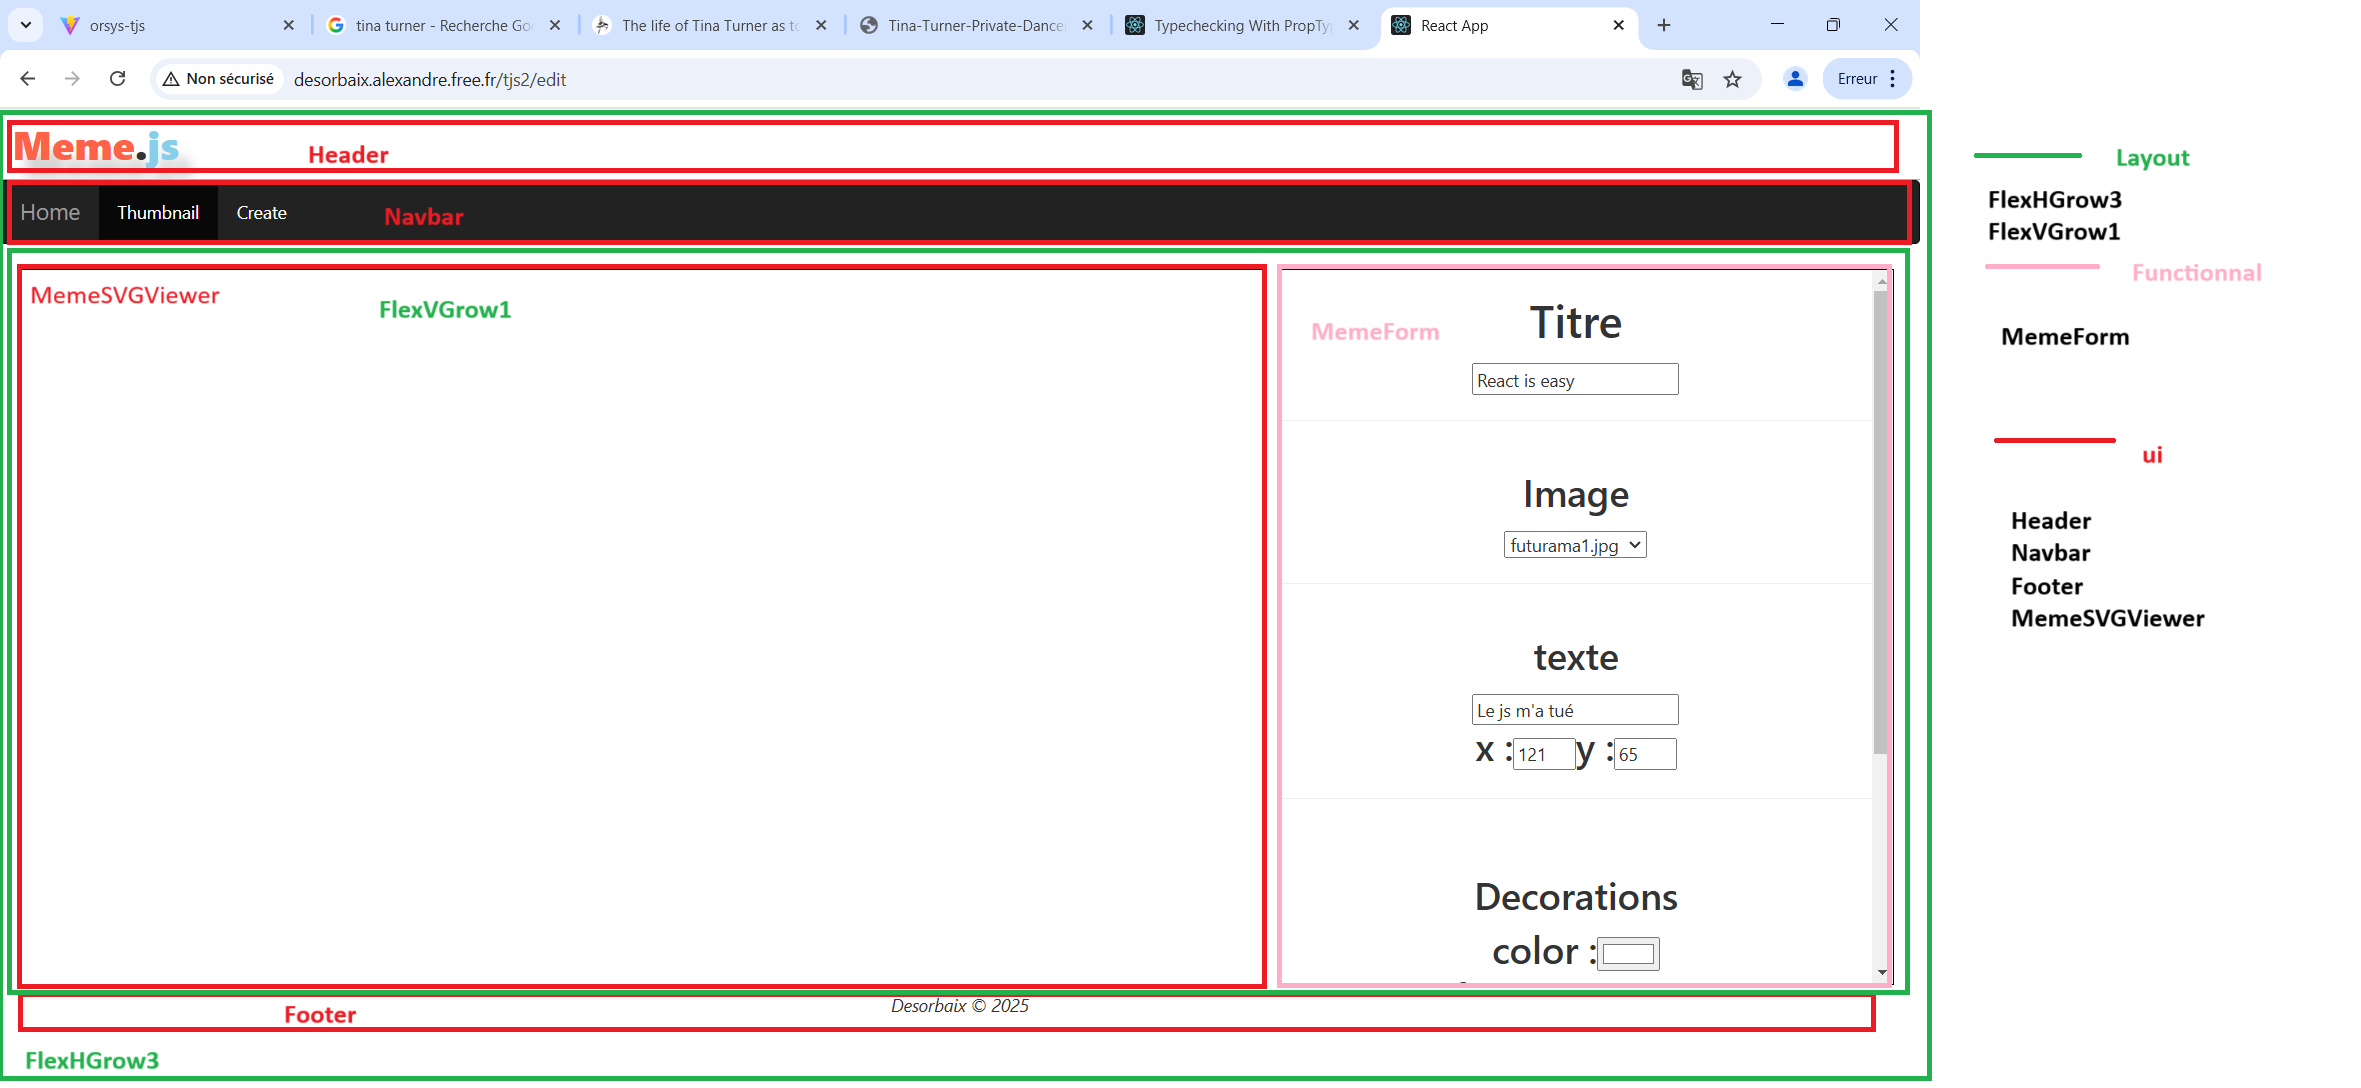 orsys-tjs
tina turner - Recherche Go
The life of Tina Turner as to
Tina-Turner-Private-Dancer
Typechecking With PropTy
React App
Non sécurisé
desorbaix.alexandre.free.fr/tjs2/edit
Erreur
Meme.js
Header
Home
Thumbnail
Create
Navbar
MemeSVGViewer
FlexVGrow1
MemeForm
Titre
React is easy
Image
futurama1.jpg
texte
Le js m'a tué
x :121y :65
Decorations
color :
Footer
Desorbaix © 2025
FlexHGrow3
Layout
FlexHGrow3
FlexVGrow1
Functionnal
MemeForm
ui
Header
Navbar
Footer
MemeSVGViewer